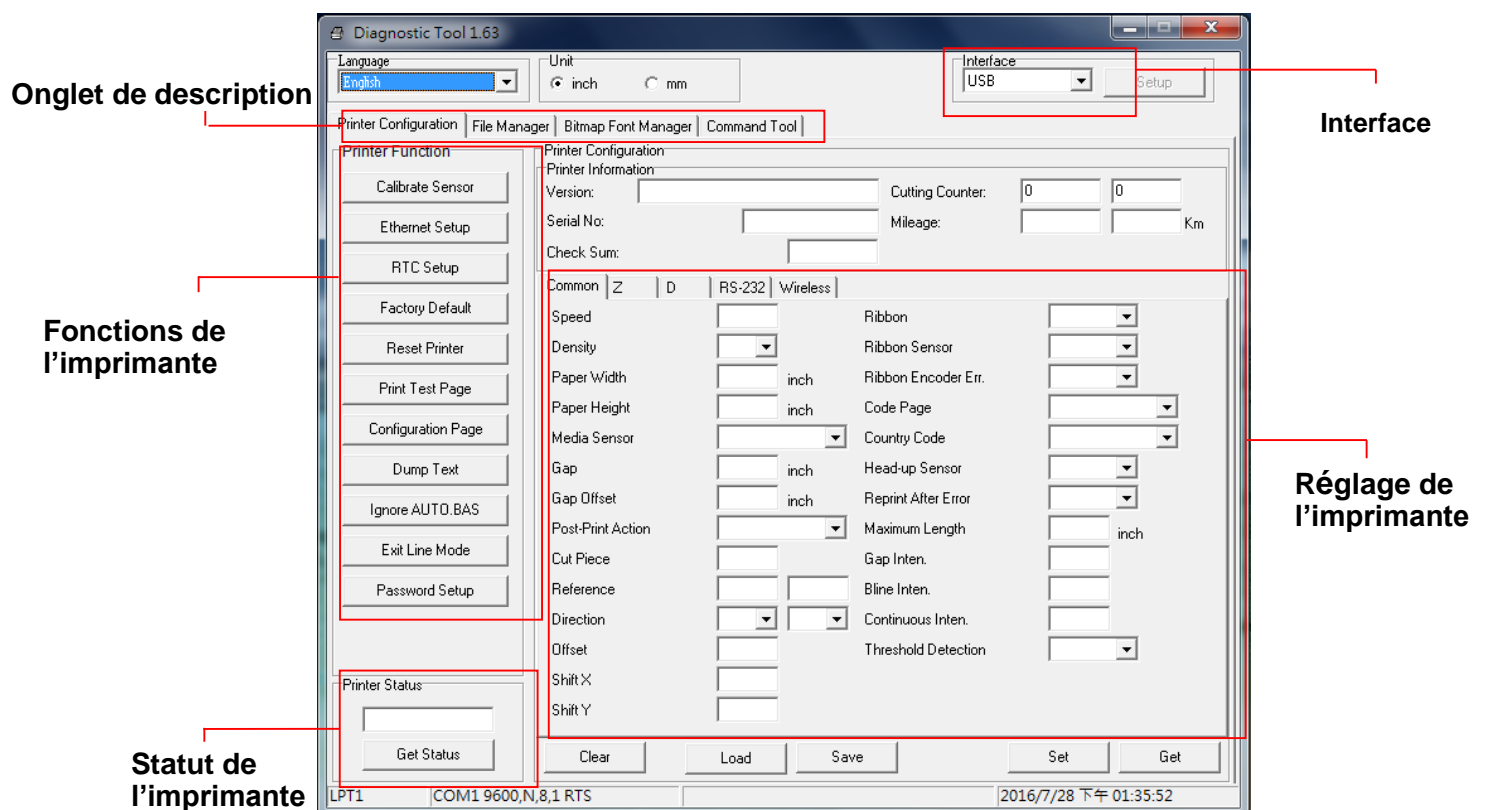 Diagnostic Tool 1.63
Language
English
Unit
inch
mm
Interface
USB
Setup
Onglet de description
Interface
Printer Configuration
File Manager
Bitmap Font Manager
Command Tool
Printer Function
Calibrate Sensor
Ethernet Setup
RTC Setup
Factory Default
Reset Printer
Print Test Page
Configuration Page
Dump Text
Ignore AUTO.BAS
Exit Line Mode
Password Setup
Fonctions de
l’imprimante
Printer Configuration
Printer Information
Version:
Cutting Counter: 0 0
Serial No:
Mileage: Km
Check Sum:
Common Z D RS-232 Wireless
Speed
Ribbon
Density
Ribbon Sensor
Paper Width inch
Ribbon Encoder Err.
Paper Height inch
Code Page
Media Sensor
Country Code
Gap inch
Head-up Sensor
Gap Offset inch
Reprint After Error
Post-Print Action
Maximum Length inch
Cut Piece
Gap Inten.
Reference
Bline Inten.
Direction
Continuous Inten.
Offset
Threshold Detection
Shift X
Shift Y
Réglage de
l’imprimante
Printer Status
Get Status
Statut de
l’imprimante
Clear
Load
Save
Set
Get
LPT1
COM1 9600,N,8,1 RTS
2016/7/28 下午 01:35:52